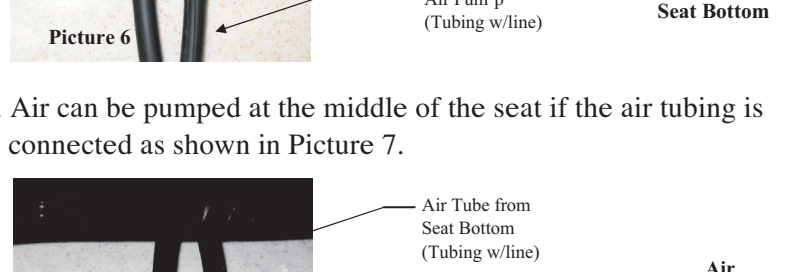 Air Pump
(Tubing w/line)
Seat Bottom
Picture 6
Air can be pumped at the middle of the seat if the air tubing is
connected as shown in Picture 7.
Air Tube from
Seat Bottom
(Tubing w/line)
Air